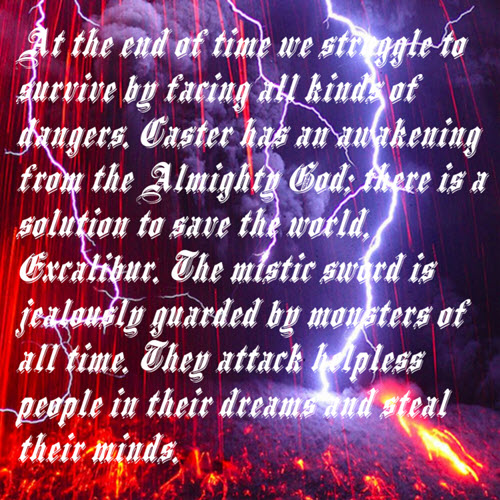 At the end of time we struggle to
survive by facing all kinds of
dangers. Caster has an awakening
from the Almighty God: there is a
solution to save the world,
Excalibur. The mistic sword is
jealously guarded by monsters of
all time. They attack helpless
people in their dreams and steal
their minds.